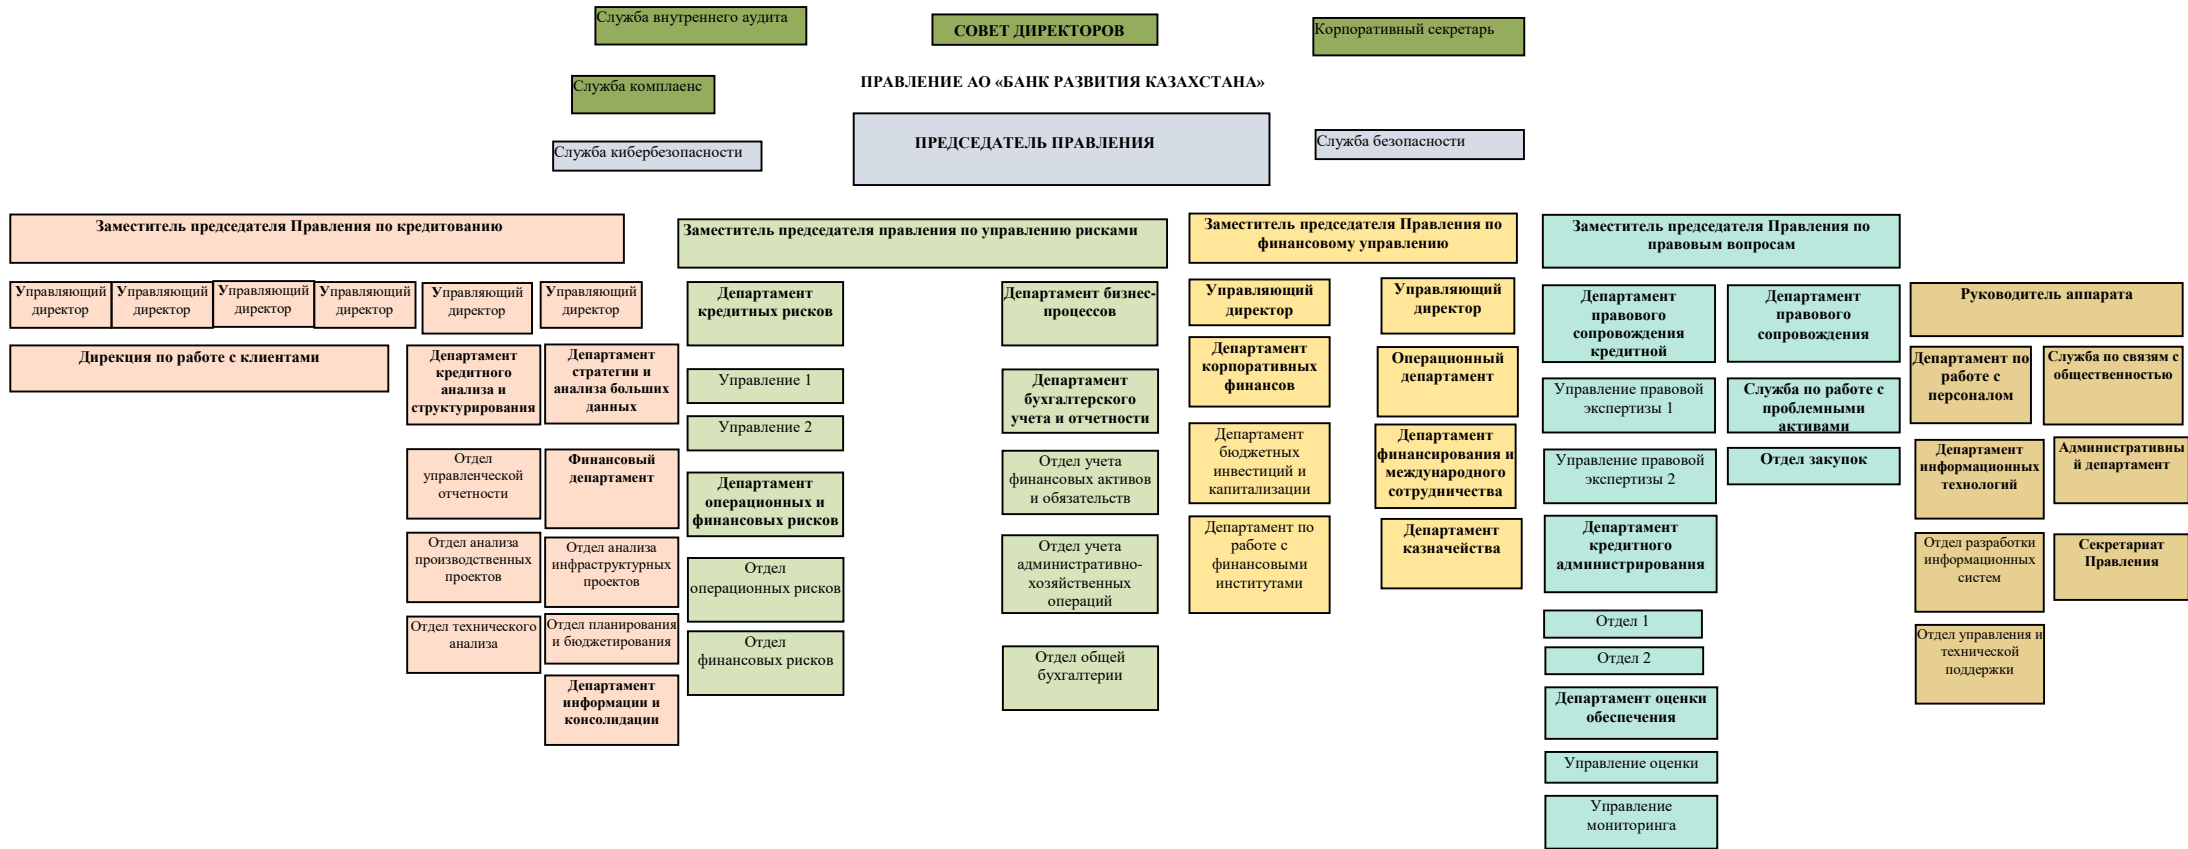 Служба внутреннего аудита
СОВЕТ ДИРЕКТОРОВ
Корпоративный секретарь
Служба комплаенс
ПРАВЛЕНИЕ АО «БАНК РАЗВИТИЯ КАЗАХСТАНА»
Служба кибербезопасности
ПРЕДСЕДАТЕЛЬ ПРАВЛЕНИЯ
Служба безопасности
Заместитель председателя Правления по кредитованию
Управляющий
директор
Управляющий
директор
Управляющий
директор
Управляющий
директор
Управляющий
директор
Управляющий
директор
Дирекция по работе с клиентами
Департамент
кредитного
анализа и
структурирования
Отдел
управленческой
отчетности
Отдел анализа
производственных
проектов
Отдел технического
анализа
Департамент
стратегии и
анализа больших
данных
Финансовый
департамент
Отдел анализа
инфраструктурных
проектов
Отдел планирования
и бюджетирования
Департамент
информации и
консолидации
Заместитель председателя правления по управлению рисками
Департамент
кредитных рисков
Управление 1
Управление 2
Департамент
операционных и
финансовых рисков
Отдел
операционных рисков
Отдел
финансовых рисков
Департамент бизнес-
процессов
Департамент
бухгалтерского
учета и отчетности
Отдел учета
финансовых активов
и обязательств
Отдел учета
административно-
хозяйственных
операций
Отдел общей
бухгалтерии
Заместитель председателя Правления по
финансовому управлению
Управляющий
директор
Департамент
корпоративных
финансов
Департамент
бюджетных
инвестиций и
капитализации
Департамент по
работе с
финансовыми
институтами
Управляющий
директор
Операционный
департамент
Департамент
финансирования и
международного
сотрудничества
Департамент
казначейства
Заместитель председателя Правления по
правовым вопросам
Департамент
правового
сопровождения
кредитной
Управление правовой
экспертизы 1
Управление правовой
экспертизы 2
Департамент
кредитного
администрирования
Отдел 1
Отдел 2
Департамент оценки
обеспечения
Управление оценки
Управление
мониторинга
Департамент
правового
сопровождения
Служба по работе с
проблемными
активами
Отдел закупок
Руководитель аппарата
Департамент по
работе с
персоналом
Департамент
информационных
технологий
Отдел разработки
информационных
систем
Отдел управления и
технической
поддержки
Служба по связям с
общественностью
Административны
й департамент
Секретариат
Правления